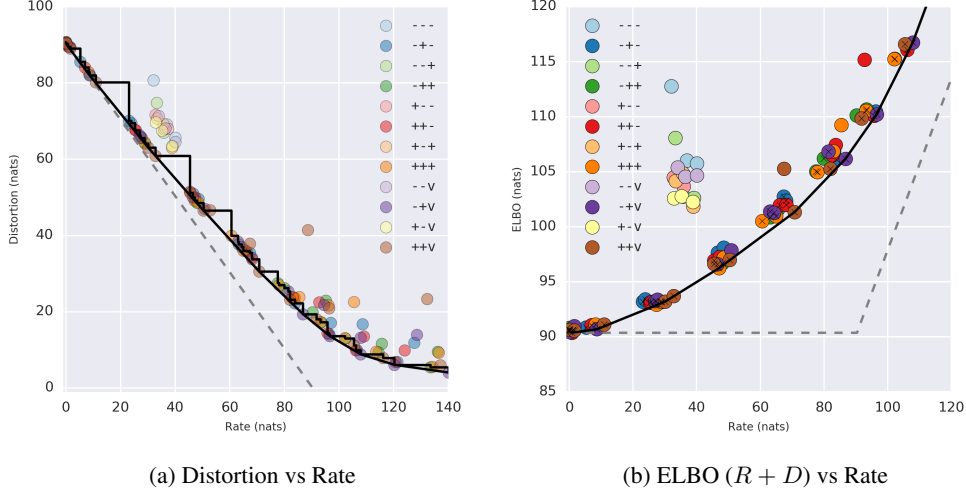 100
80
60
40
20
0
Distortion (nats)
0 20 40 60 80 100 120 140
Rate (nats)
- - -
- + -
- - +
- + +
+ - -
+ + -
+ - +
+ + +
- - v
- + v
+ - v
+ + v
(a) Distortion vs Rate
120
115
110
105
100
95
90
85
ELBO (nats)
0 20 40 60 80 100 120
Rate (nats)
- - -
- + -
- - +
- + +
+ - -
+ + -
+ - +
+ + +
- - v
- + v
+ - v
+ + v
(b) ELBO (R + D) vs Rate